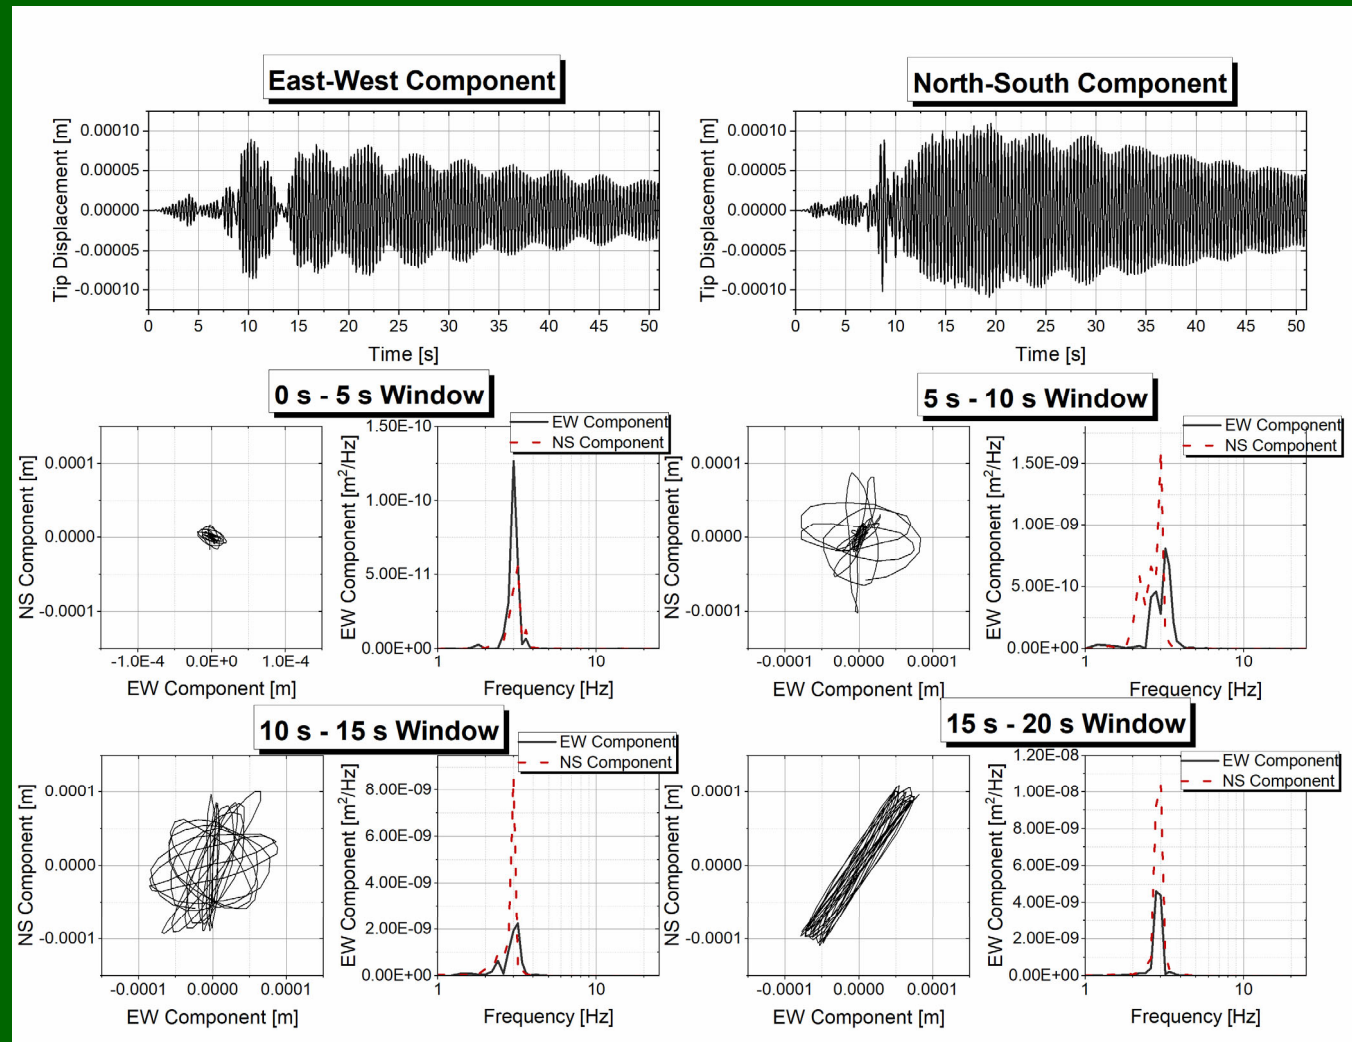 East-West Component
North-South Component
Tip Displacement [m]
0.00010
0.00005
0.00000
-0.00005
-0.00010
0 5 10 15 20 25 30 35 40 45 50
Time [s]
Tip Displacement [m]
0.00010
0.00005
0.00000
-0.00005
-0.00010
0 5 10 15 20 25 30 35 40 45 50
Time [s]
0 s - 5 s Window
NS Component [m]
0.0001
0.0000
-0.0001
-1.0E-4 0.0E+0 1.0E-4
EW Component [m]
EW Component [m²/Hz]
1.50E-10
1.00E-10
5.00E-11
0.00E+00
EW Component
NS Component
1 10
Frequency [Hz]
5 s - 10 s Window
NS Component [m]
0.0001
0.0000
-0.0001
-0.0001 0.0000 0.0001
EW Component [m]
EW Component [m²/Hz]
1.50E-09
1.00E-09
5.00E-10
0.00E+00
EW Component
NS Component
1 10
Frequency [Hz]
10 s - 15 s Window
NS Component [m]
0.0001
0.0000
-0.0001
-0.0001 0.0000 0.0001
EW Component [m]
EW Component [m²/Hz]
8.00E-09
6.00E-09
4.00E-09
2.00E-09
0.00E+00
EW Component
NS Component
1 10
Frequency [Hz]
15 s - 20 s Window
NS Component [m]
0.0001
0.0000
-0.0001
-0.0001 0.0000 0.0001
EW Component [m]
EW Component [m²/Hz]
1.20E-08
1.00E-08
8.00E-09
6.00E-09
4.00E-09
2.00E-09
0.00E+00
EW Component
NS Component
1 10
Frequency [Hz]